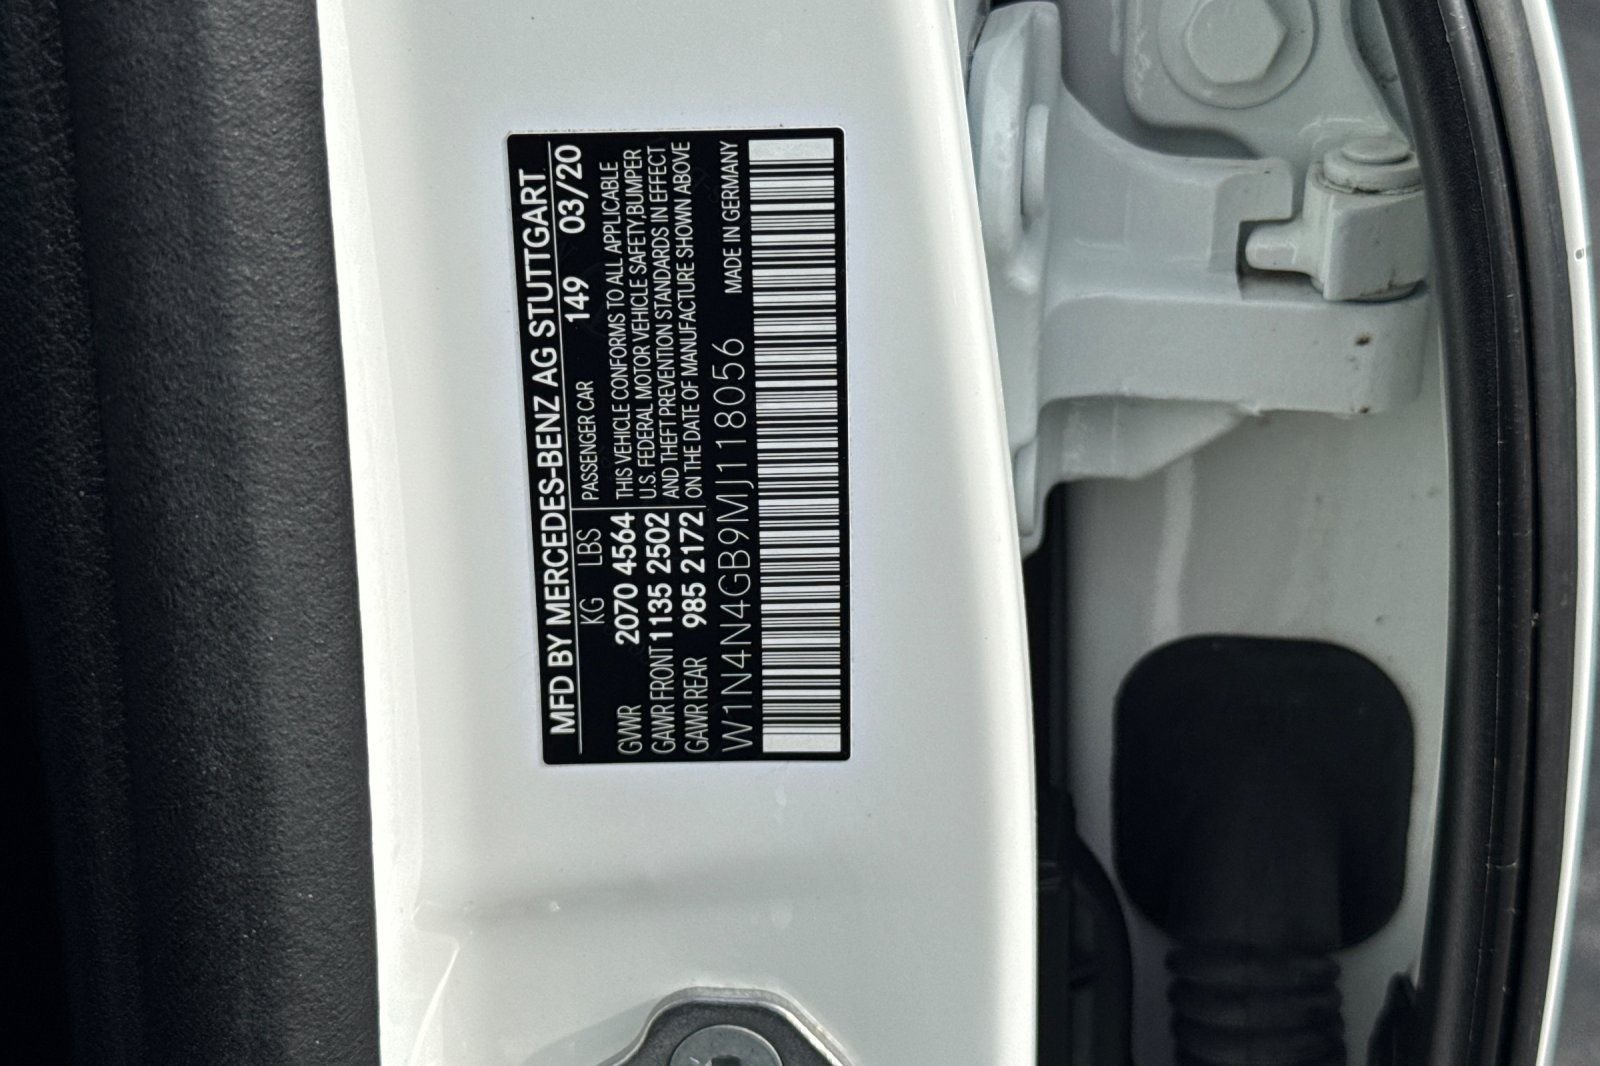 MFD BY MERCEDES-BENZ AG STUTTGART
KG LBS PASSENGER CAR 149 03/20
GVWR 2070 4564 THIS VEHICLE CONFORMS TO ALL APPLICABLE
GAWR FRONT 1135 2502 U.S. FEDERAL MOTOR VEHICLE SAFETY,BUMPER
GAWR REAR 985 2172 AND THEFT PREVENTION STANDARDS IN EFFECT
ON THE DATE OF MANUFACTURE SHOWN ABOVE
W1N4N4GB9MJ118056 MADE IN GERMANY